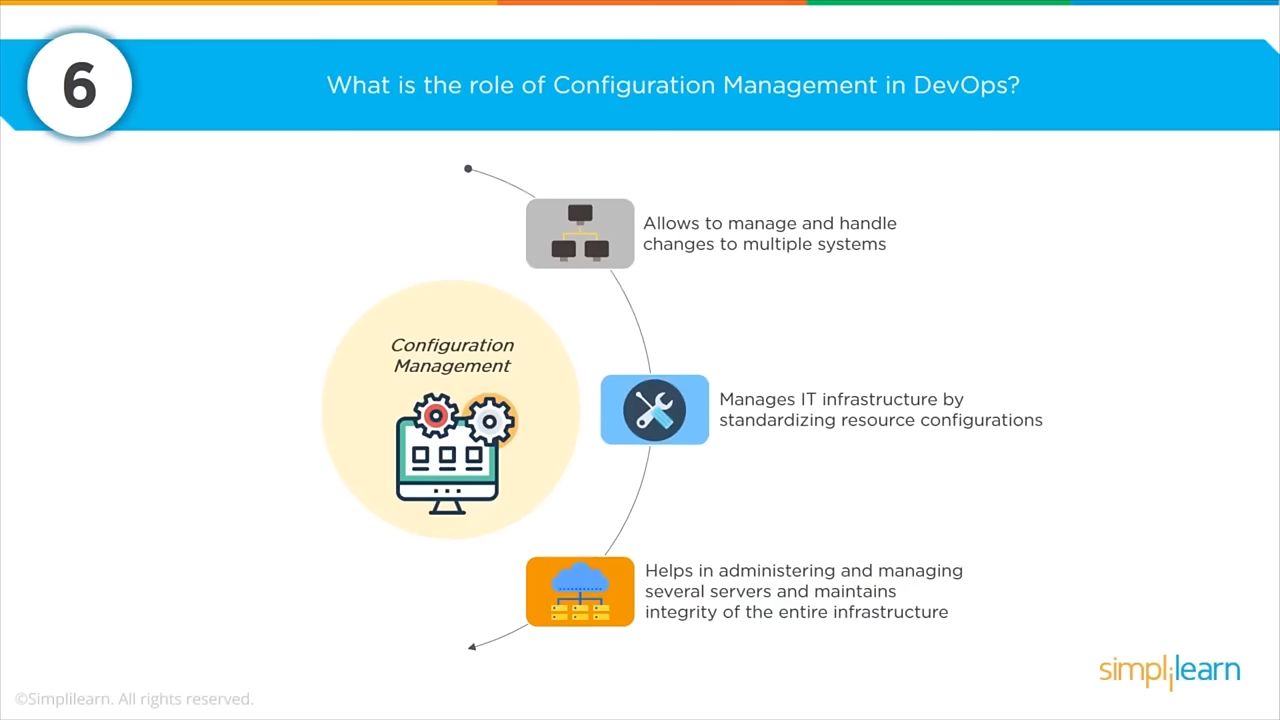 6
What is the role of Configuration Management in DevOps?
Allows to manage and handle
changes to multiple systems
Configuration
Management
Manages IT infrastructure by
standardizing resource configurations
Helps in administering and managing
several servers and maintains
integrity of the entire infrastructure
simplilearn
©Simplilearn. All rights reserved.